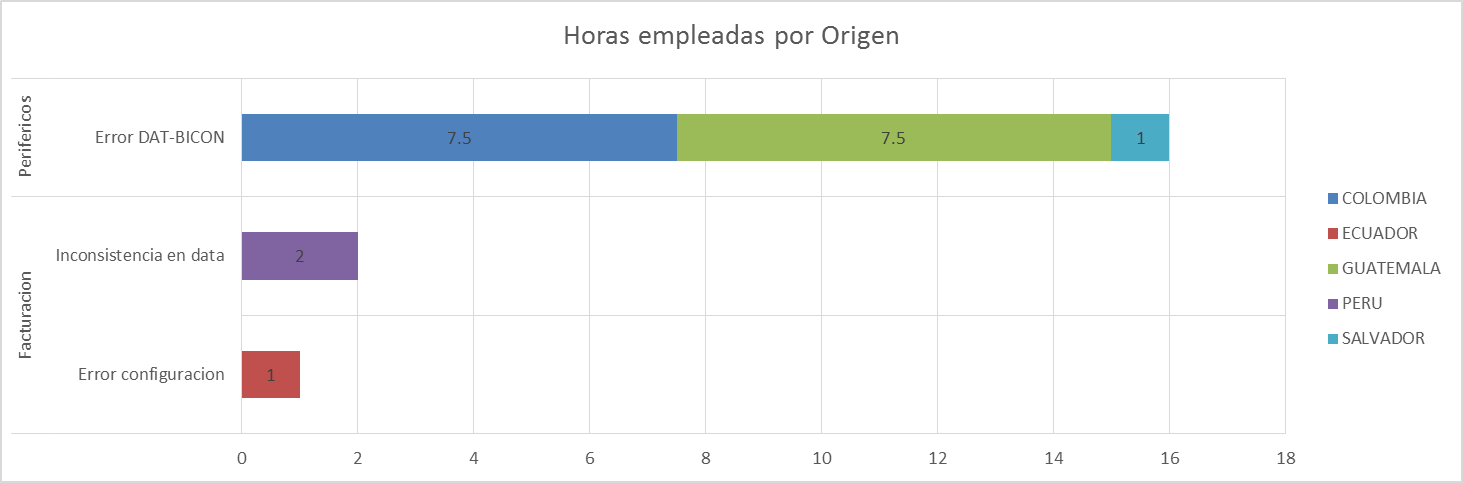 Horas empleadas por Origen
Perifericos
Error DAT-BICON
7.5
7.5
1
Facturacion
Inconsistencia en data
2
Error configuracion
1
0
2
4
6
8
10
12
14
16
18
COLOMBIA
ECUADOR
GUATEMALA
PERU
SALVADOR